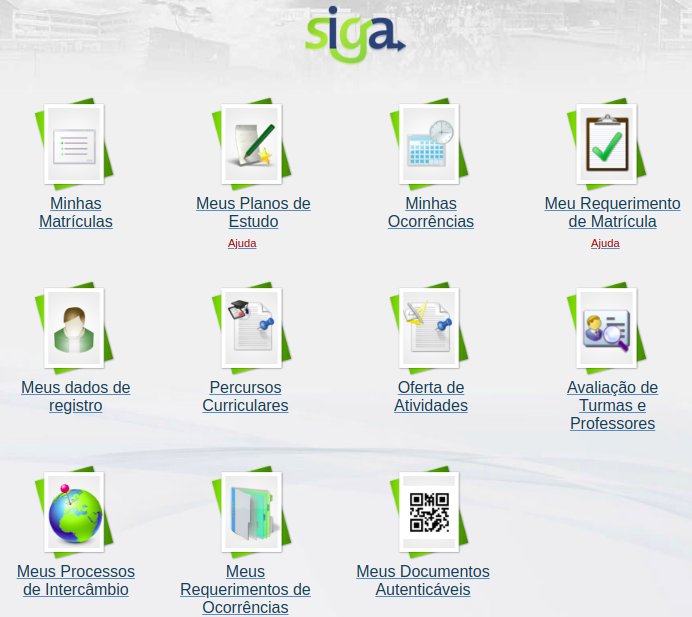 siga
Minhas
Matrículas
Meus Planos de
Estudo
Ajuda
Minhas
Ocorrências
Meu Requerimento
de Matrícula
Ajuda
Meus dados de
registro
Percursos
Curriculares
Oferta de
Atividades
Avaliação de
Turmas e
Professores
Meus Processos
de Intercâmbio
Meus
Requerimentos de
Ocorrências
Meus Documentos
Autenticáveis